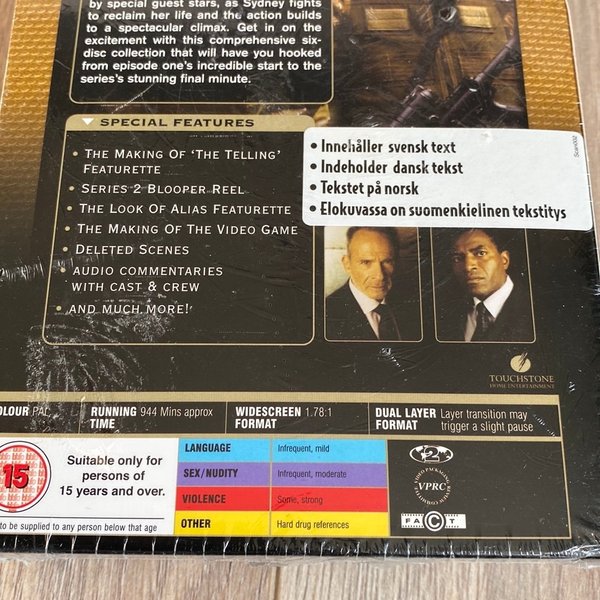 by special guest stars, as Sydney fights
to reclaim her life and the action builds
to a spectacular climax. Get in on the
excitement with this comprehensive six-
disc collection that will have you hooked
from episode one's incredible start to the
series's stunning final minute.
SPECIAL FEATURES
• THE MAKING OF 'THE TELLING'
FEATURETTE
• SERIES 2 BLOOPER REEL
• THE LOOK OF ALIAS FEATURETTE
• THE MAKING OF THE VIDEO GAME
• DELETED SCENES
• AUDIO COMMENTARIES
WITH CAST & CREW
• AND MUCH MORE!
• Innehåller svensk text
• Indeholder dansk tekst
• Tekstet på norsk
• Elokuvassa on suomenkielinen tekstitys
TOUCHSTONE
HOME ENTERTAINMENT
COLOUR PAL
RUNNING TIME 944 Mins approx
WIDESCREEN FORMAT 1.78:1
DUAL LAYER FORMAT Layer transition may
trigger a slight pause
15
Suitable only for
persons of
15 years and over.
to be supplied to any person below that age
LANGUAGE Infrequent, mild
SEX/NUDITY Infrequent, moderate
VIOLENCE Some, strong
OTHER Hard drug references
12
VPRC
FACT